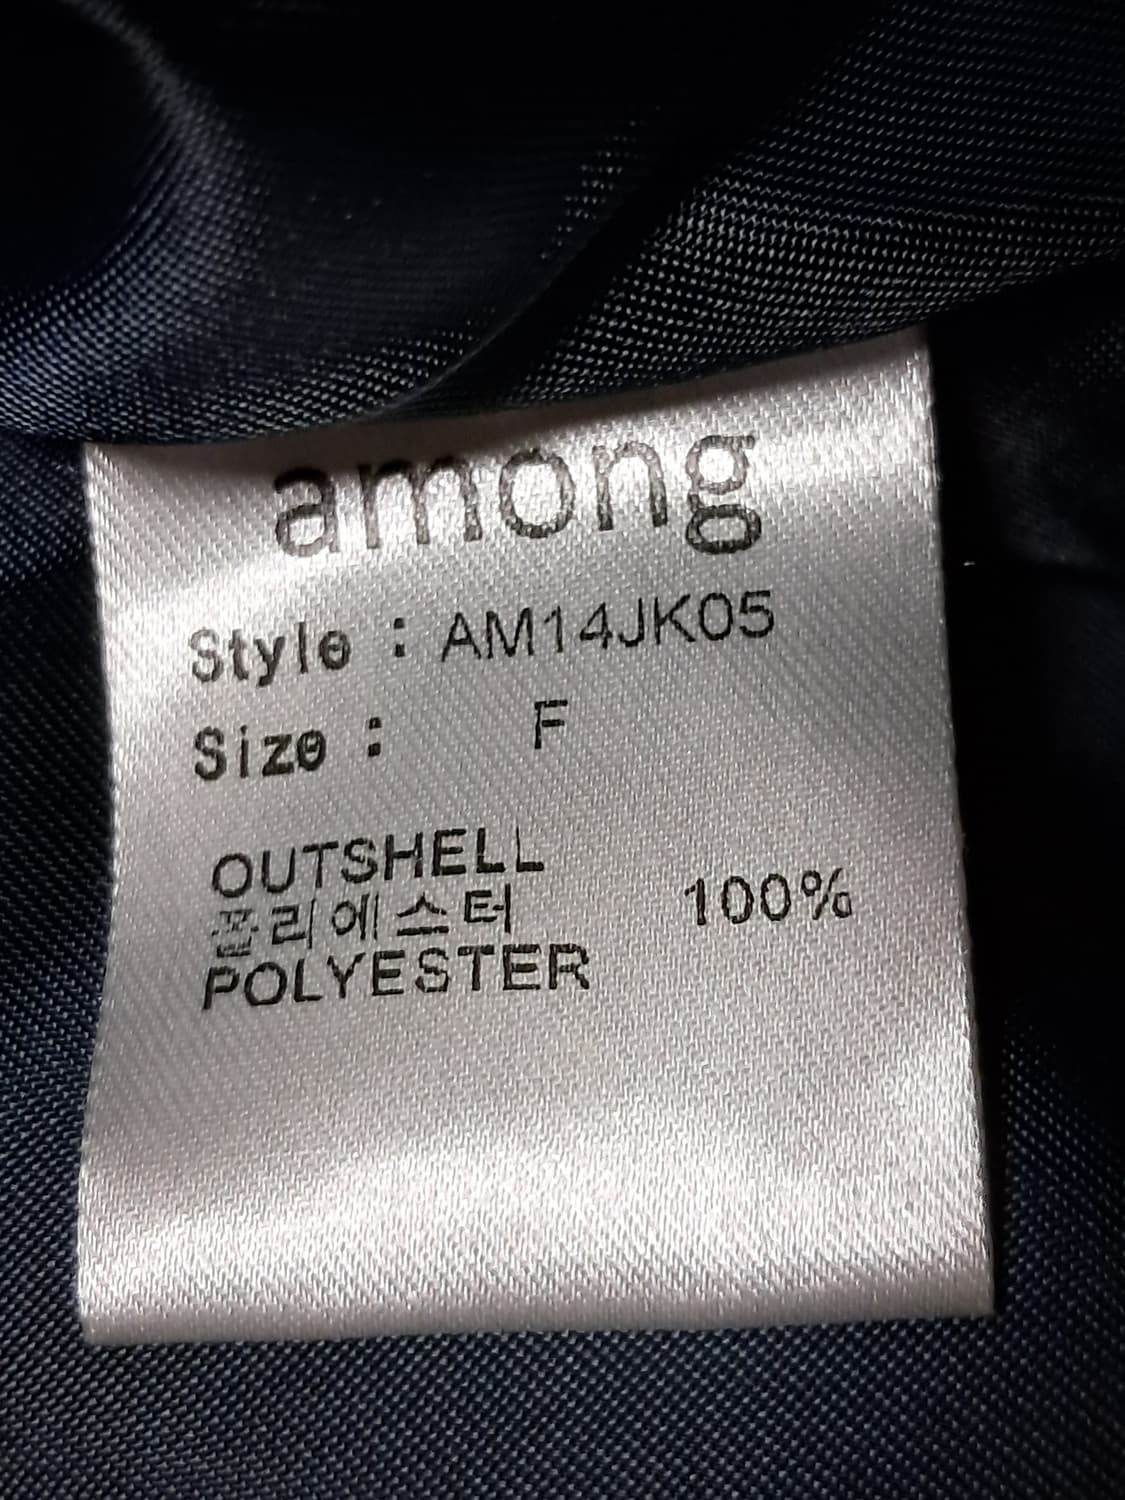 among
Style : AM14JK05
Size : F
OUTSHELL
폴리에스터 100%
POLYESTER